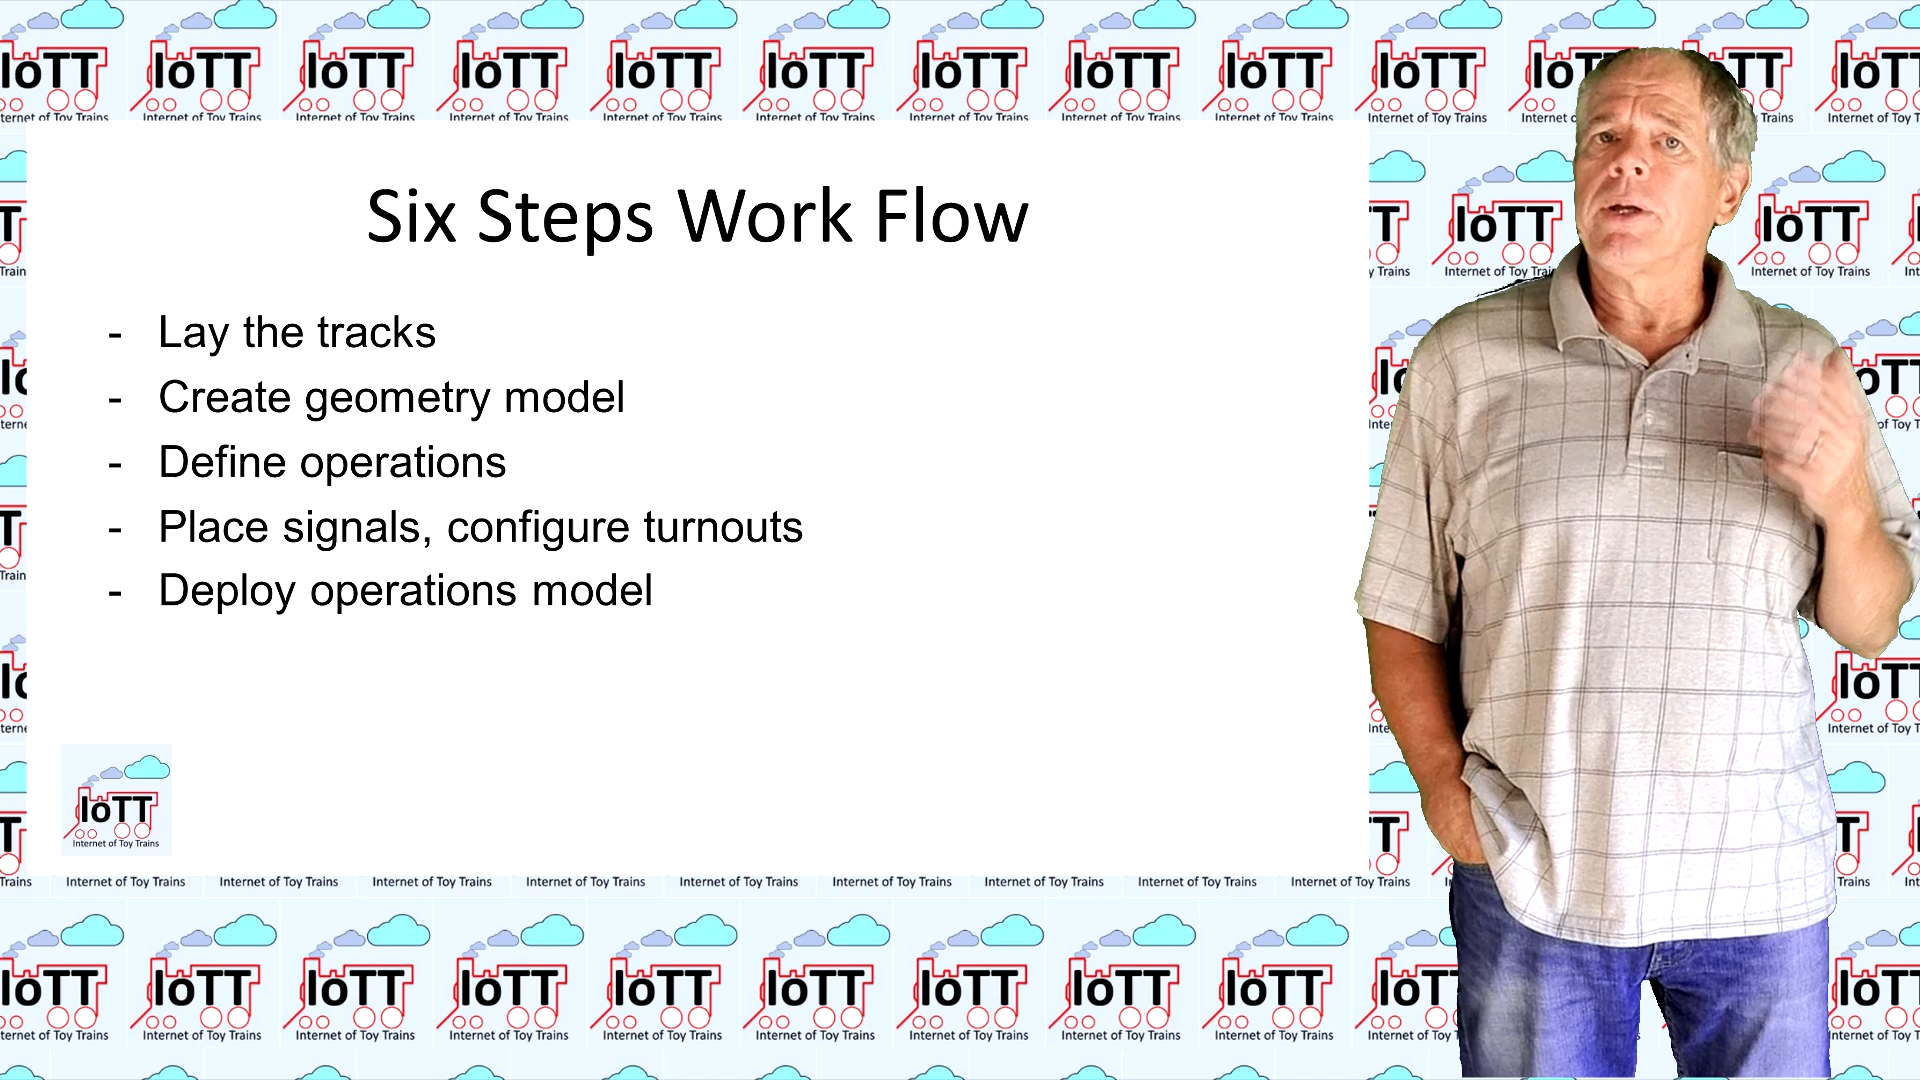 Six Steps Work Flow
- Lay the tracks
- Create geometry model
- Define operations
- Place signals, configure turnouts
- Deploy operations model
IoTT
Internet of Toy Trains